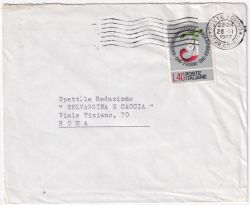 L.40 POSTE ITALIANE
Spett.le Redazione
" SELVAGGINA E CACCIA "
Viale Tiziano, 70
R O M A